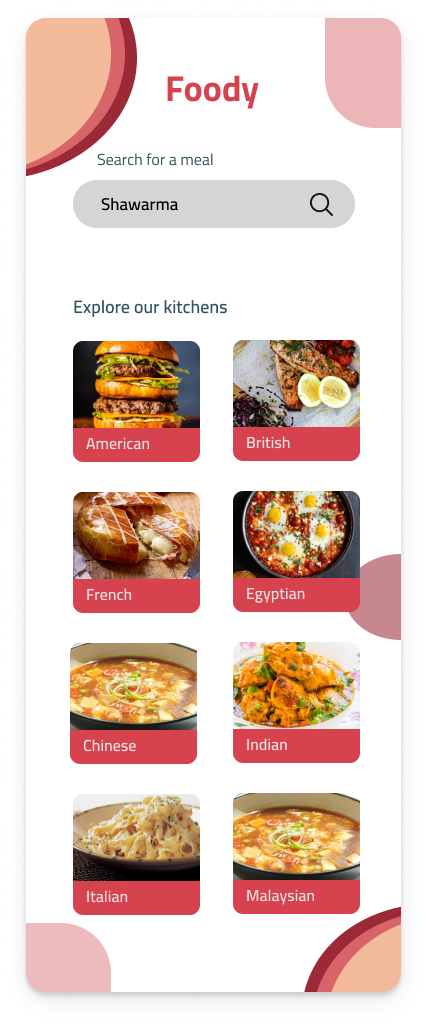 Foody
Search for a meal
Shawarma
Explore our kitchens
American
British
French
Egyptian
Chinese
Indian
Italian
Malaysian